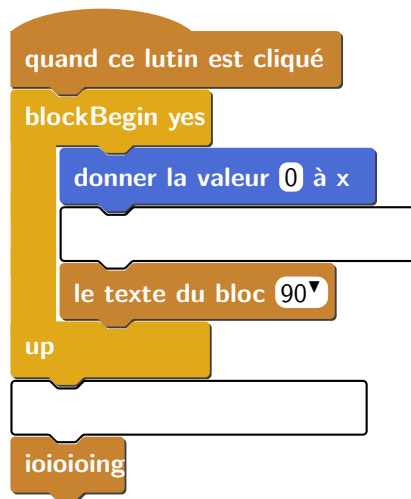 quand ce lutin est cliqué
blockBegin yes
donner la valeur 0 à x
le texte du bloc 90▼
up
ioioioing